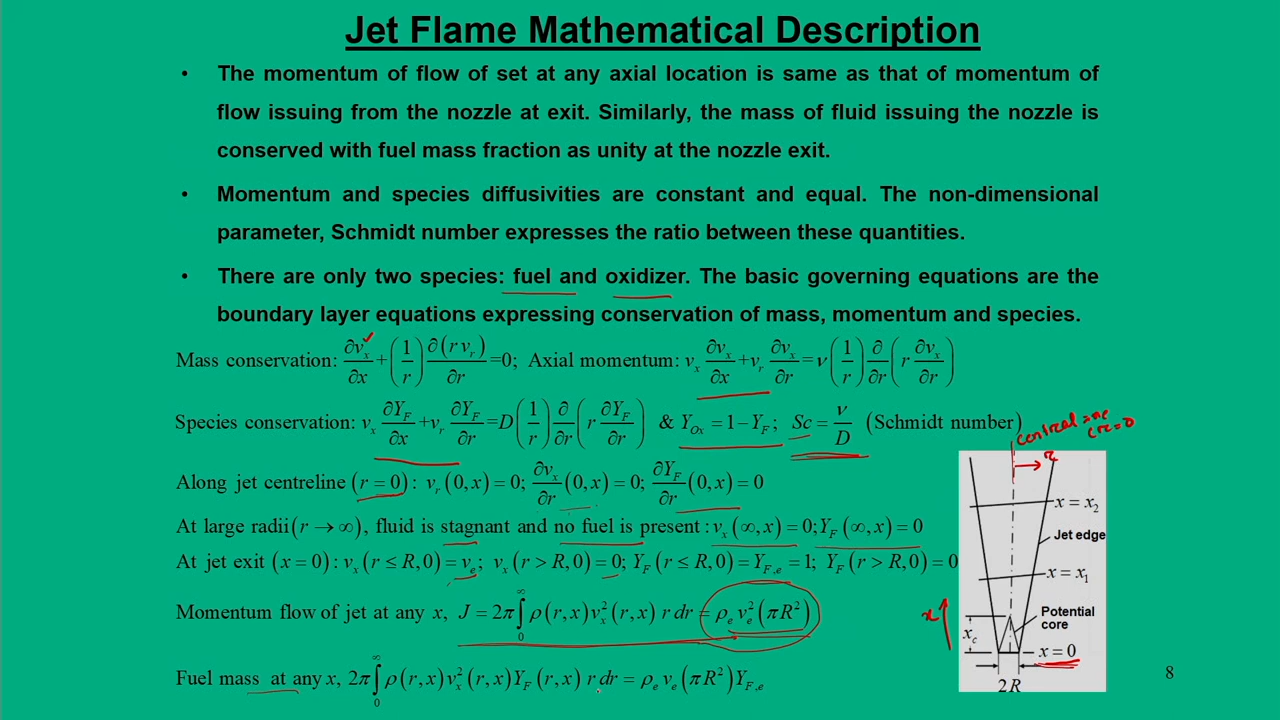 Jet Flame Mathematical Description
• The momentum of flow of set at any axial location is same as that of momentum of
flow issuing from the nozzle at exit. Similarly, the mass of fluid issuing the nozzle is
conserved with fuel mass fraction as unity at the nozzle exit.
• Momentum and species diffusivities are constant and equal. The non-dimensional
parameter, Schmidt number expresses the ratio between these quantities.
• There are only two species: fuel and oxidizer. The basic governing equations are the
boundary layer equations expressing conservation of mass, momentum and species.
Mass conservation: ∂v_x/∂x + (1/r) ∂(r v_r)/∂r = 0; Axial momentum: v_x ∂v_x/∂x + v_r ∂v_x/∂r = ν (1/r) ∂/∂r (r ∂v_x/∂r)
Species conservation: v_x ∂Y_F/∂x + v_r ∂Y_F/∂r = D (1/r) ∂/∂r (r ∂Y_F/∂r) & Y_Ox = 1 − Y_F; Sc = ν/D (Schmidt number)
Along jet centreline (r = 0): v_r (0, x) = 0; ∂v_x/∂r (0, x) = 0; ∂Y_F/∂r (0, x) = 0
At large radii (r → ∞), fluid is stagnant and no fuel is present: v_x (∞, x) = 0; Y_F (∞, x) = 0
At jet exit (x = 0): v_x (r ≤ R, 0) = v_e; v_x (r > R, 0) = 0; Y_F (r ≤ R, 0) = Y_F,e = 1; Y_F (r > R, 0) = 0
Momentum flow of jet at any x, J = 2π ∫₀^∞ ρ(r, x) v_x² (r, x) r dr = ρ_e v_e² (πR²)
Fuel mass at any x, 2π ∫₀^∞ ρ(r, x) v_x² (r, x) Y_F (r, x) r dr = ρ_e v_e (πR²) Y_F,e
(r=0
r
x = x₂
Jet edge
x = x₁
Potential
core
x
x_c
x = 0
2R
8